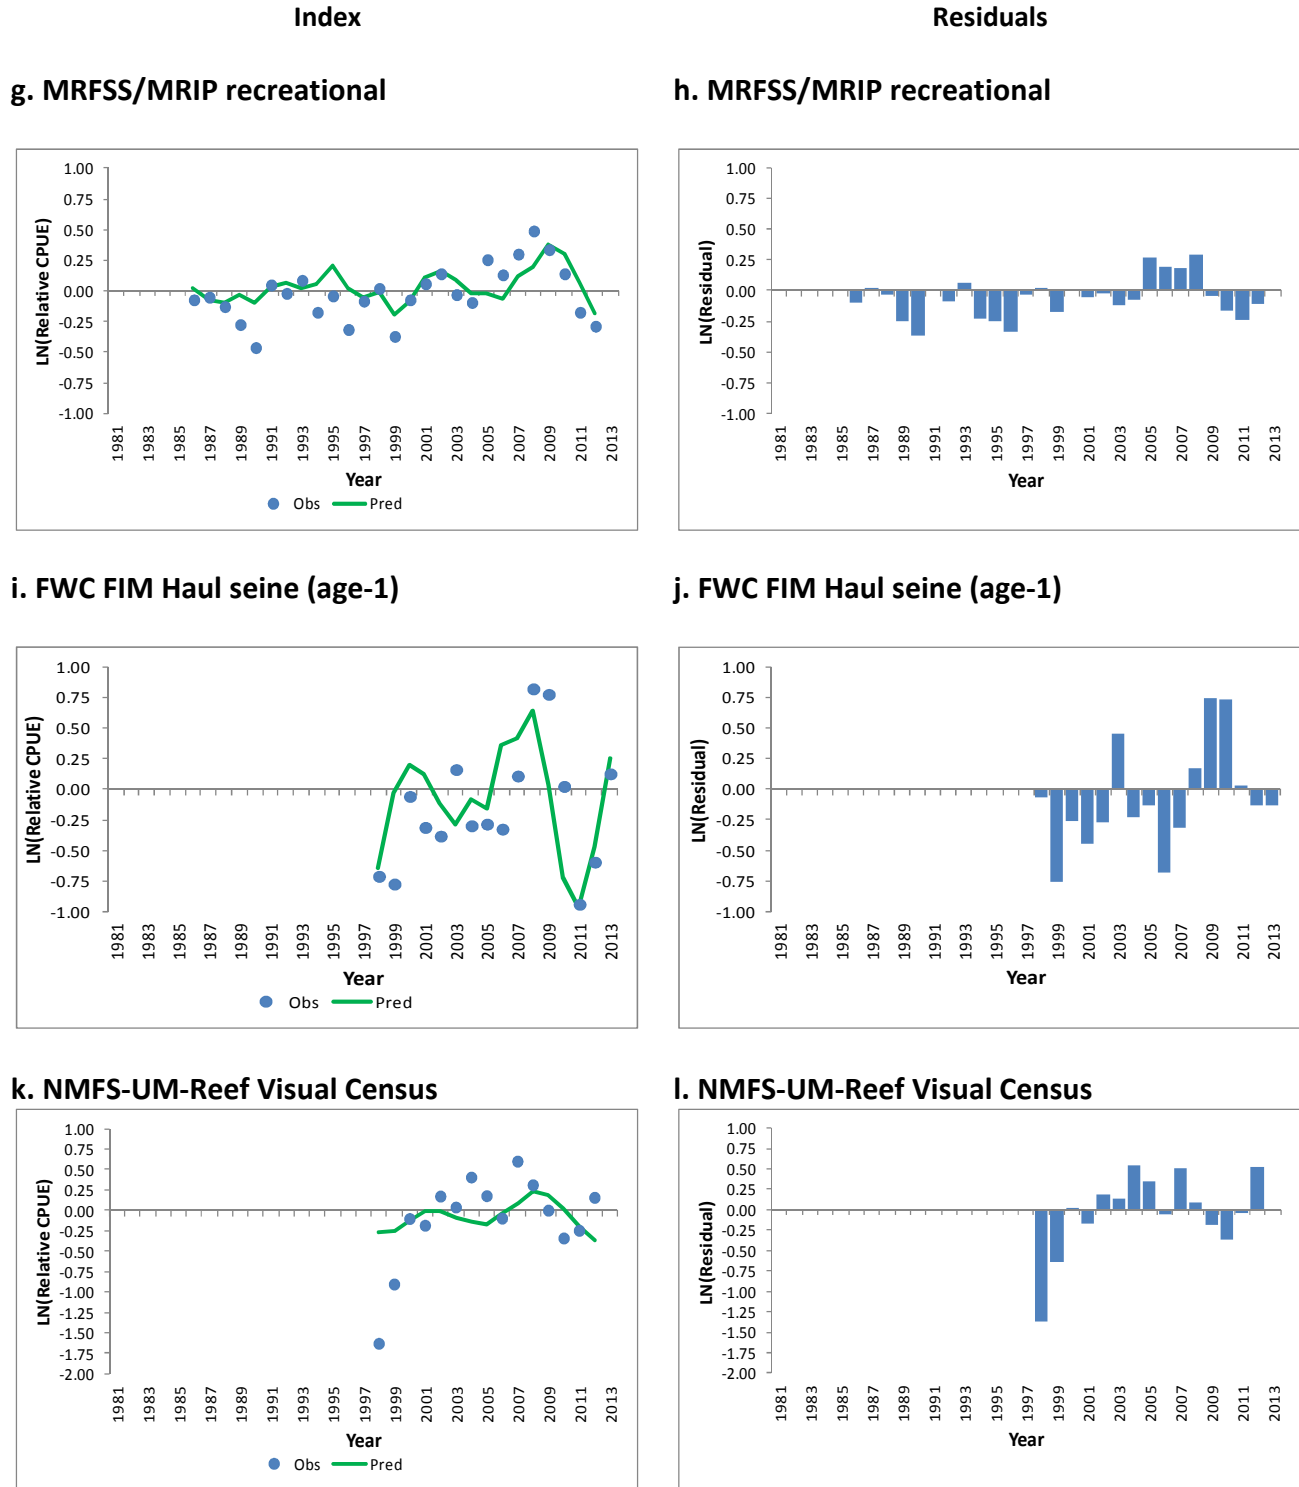 Index
Residuals
g. MRFSS/MRIP recreational
h. MRFSS/MRIP recreational
LN(Relative CPUE)
1.00
0.75
0.50
0.25
0.00
-0.25
-0.50
-0.75
-1.00
1981 1983 1985 1987 1989 1991 1993 1995 1997 1999 2001 2003 2005 2007 2009 2011 2013
Year
Obs Pred
LN(Residual)
1.00
0.75
0.50
0.25
0.00
-0.25
-0.50
-0.75
-1.00
1981 1983 1985 1987 1989 1991 1993 1995 1997 1999 2001 2003 2005 2007 2009 2011 2013
Year
i. FWC FIM Haul seine (age-1)
j. FWC FIM Haul seine (age-1)
LN(Relative CPUE)
1.00
0.75
0.50
0.25
0.00
-0.25
-0.50
-0.75
-1.00
1981 1983 1985 1987 1989 1991 1993 1995 1997 1999 2001 2003 2005 2007 2009 2011 2013
Year
Obs Pred
LN(Residual)
1.00
0.75
0.50
0.25
0.00
-0.25
-0.50
-0.75
-1.00
1981 1983 1985 1987 1989 1991 1993 1995 1997 1999 2001 2003 2005 2007 2009 2011 2013
Year
k. NMFS-UM-Reef Visual Census
l. NMFS-UM-Reef Visual Census
LN(Relative CPUE)
1.00
0.75
0.50
0.25
0.00
-0.25
-0.50
-0.75
-1.00
-1.25
-1.50
-1.75
-2.00
1981 1983 1985 1987 1989 1991 1993 1995 1997 1999 2001 2003 2005 2007 2009 2011 2013
Year
Obs Pred
LN(Residual)
1.00
0.75
0.50
0.25
0.00
-0.25
-0.50
-0.75
-1.00
-1.25
-1.50
-1.75
-2.00
1981 1983 1985 1987 1989 1991 1993 1995 1997 1999 2001 2003 2005 2007 2009 2011 2013
Year